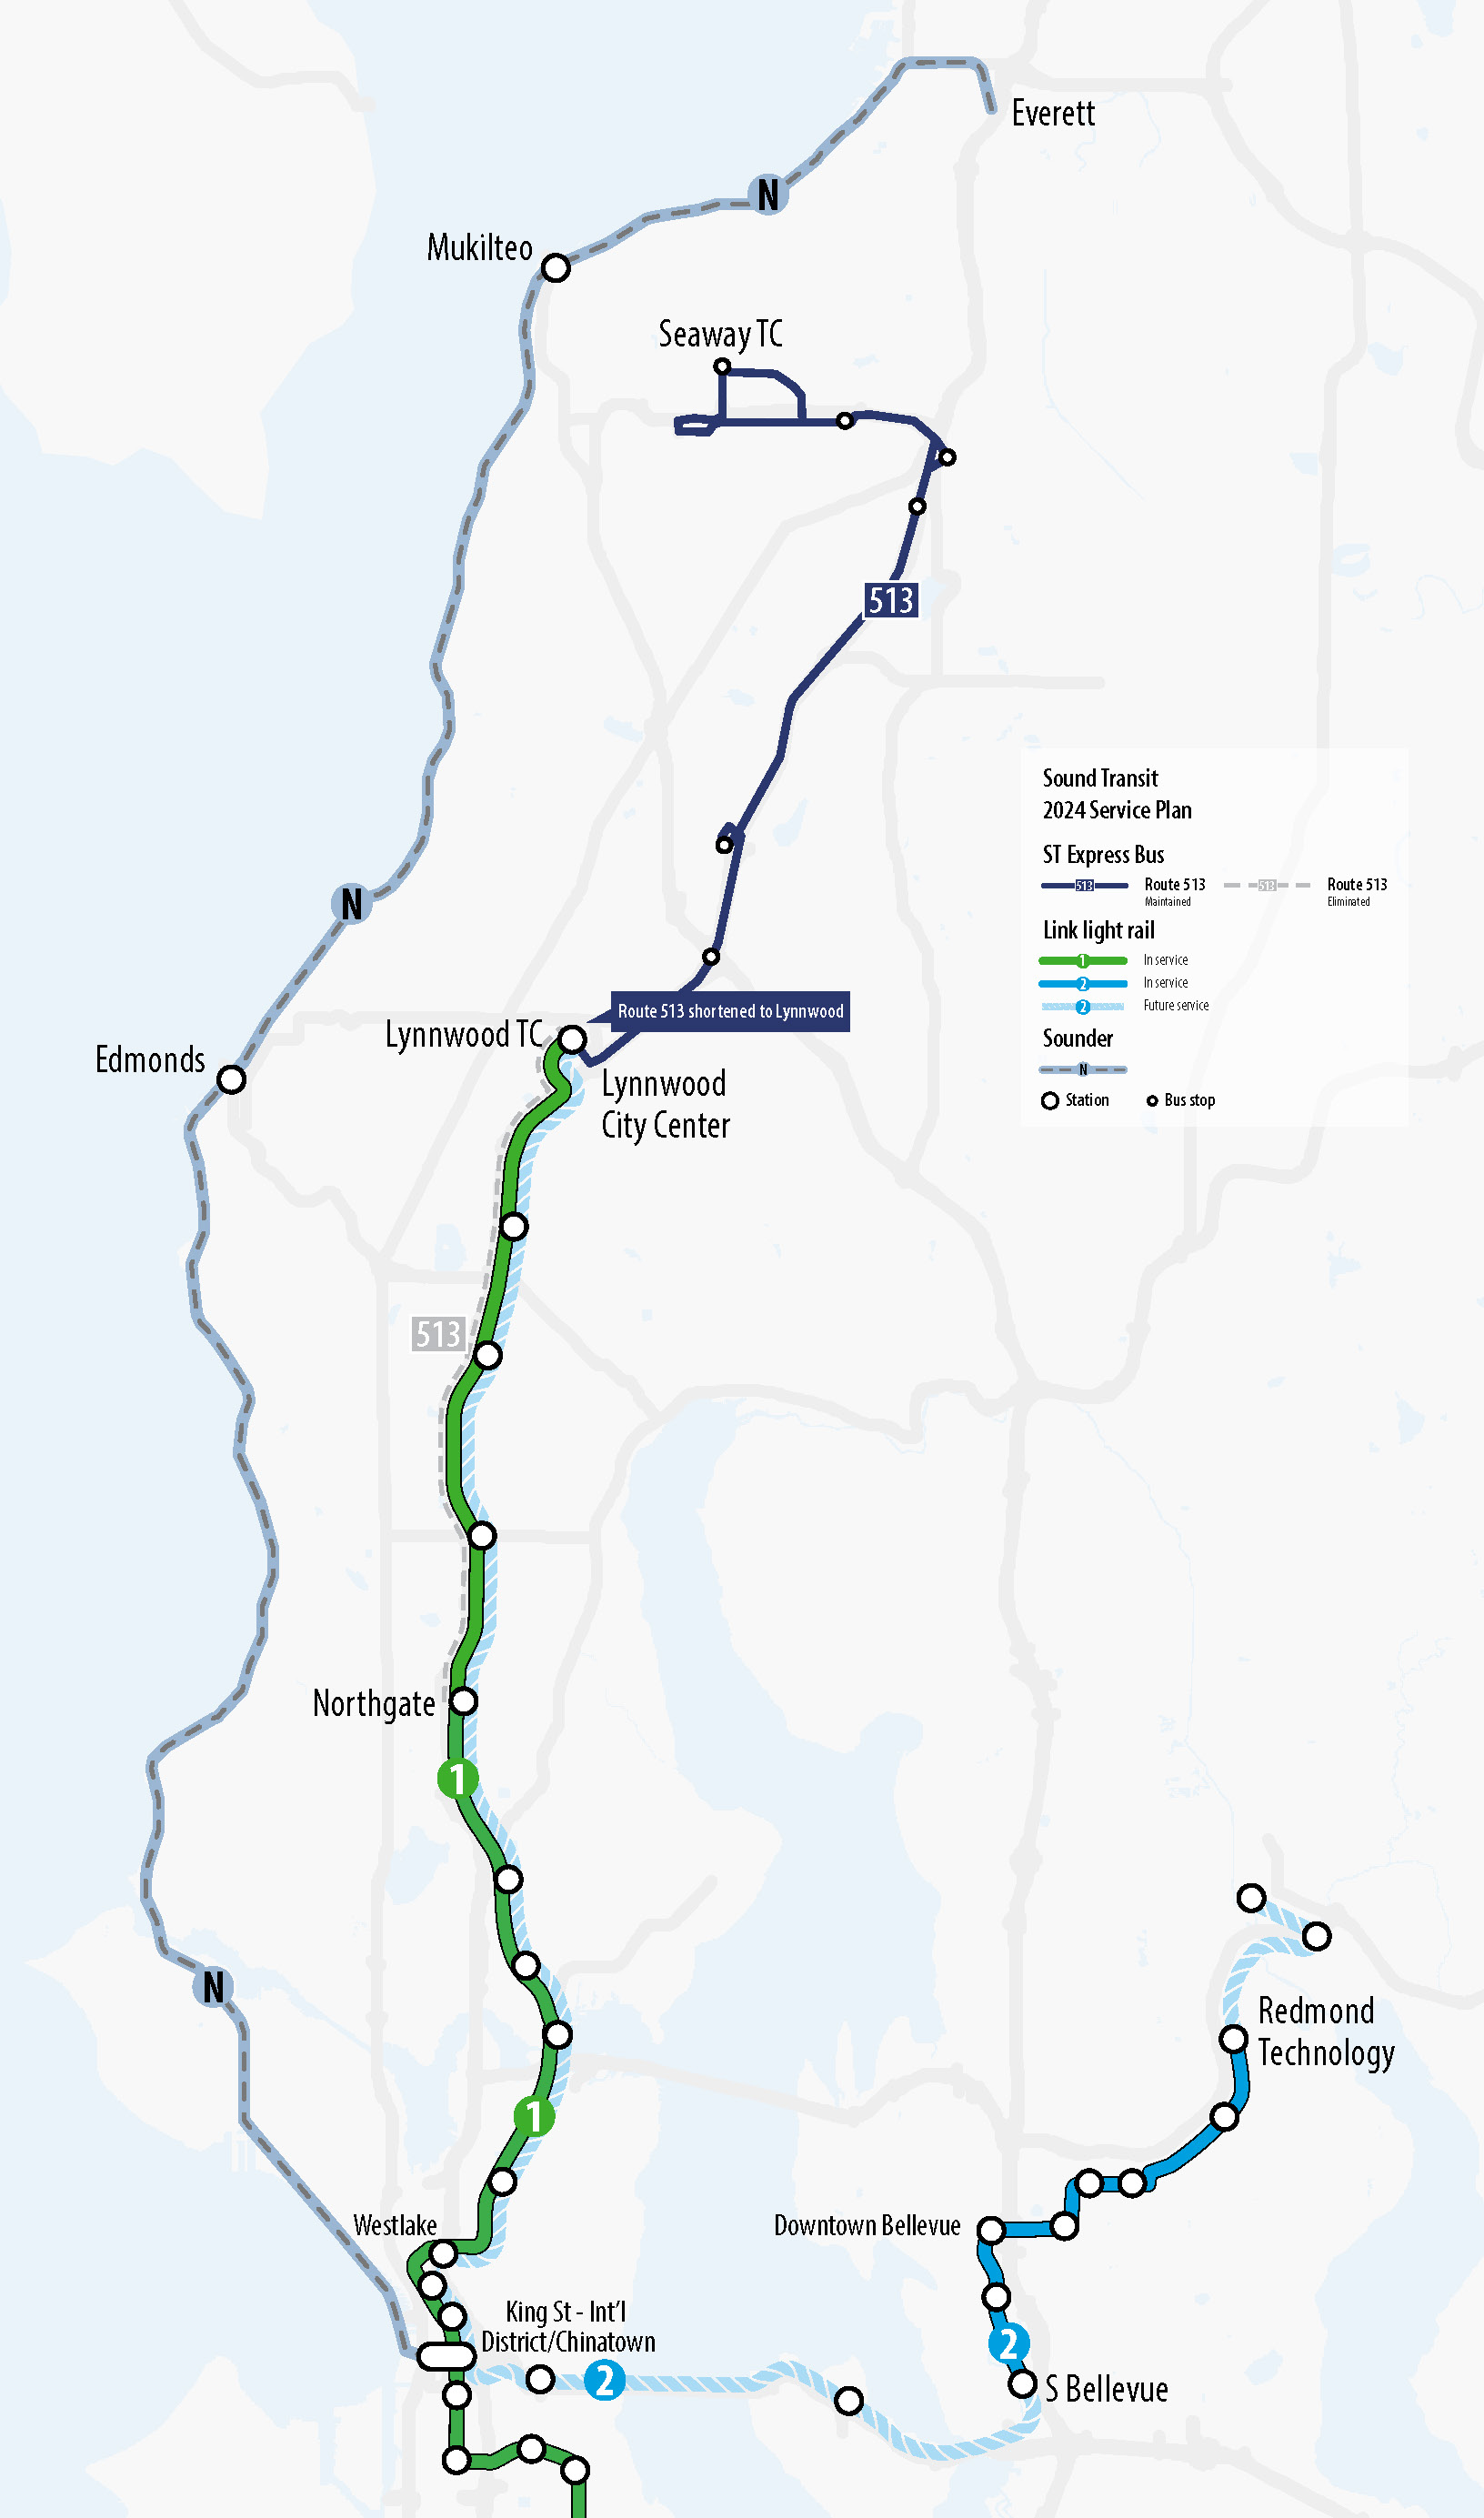 Everett
N
Mukilteo
Seaway TC
513
Sound Transit
2024 Service Plan
ST Express Bus
513 Route 513 513 Route 513
Maintained Eliminated
Link light rail
1 In service
2 In service
2 Future service
Sounder
N
Station Bus stop
N
Route 513 shortened to Lynnwood
Lynnwood TC
Edmonds
Lynnwood
City Center
513
Northgate
1
N
Redmond
Technology
1
Westlake
Downtown Bellevue
King St - Int'l
District/Chinatown
2
2
S Bellevue